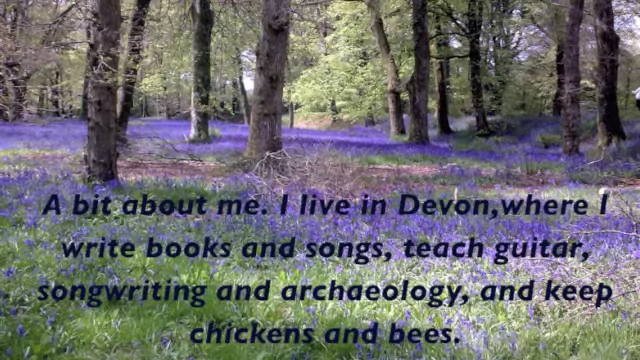 A bit about me. I live in Devon,where I
write books and songs, teach guitar,
songwriting and archaeology, and keep
chickens and bees.